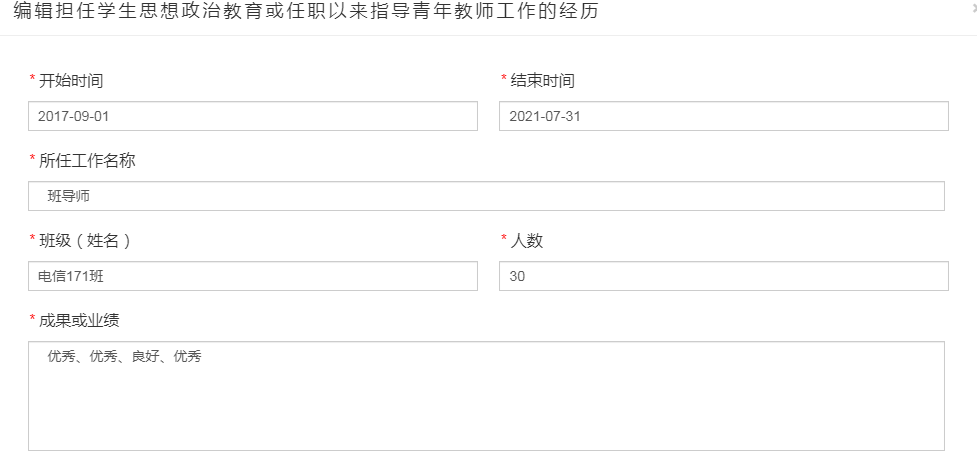 编辑担任学生思想政治教育或任职以来指导青年教师工作的经历
* 开始时间
* 结束时间
2017-09-01
2021-07-31
* 所任工作名称
班导师
* 班级（姓名）
* 人数
电信171班
30
* 成果或业绩
优秀、优秀、良好、优秀